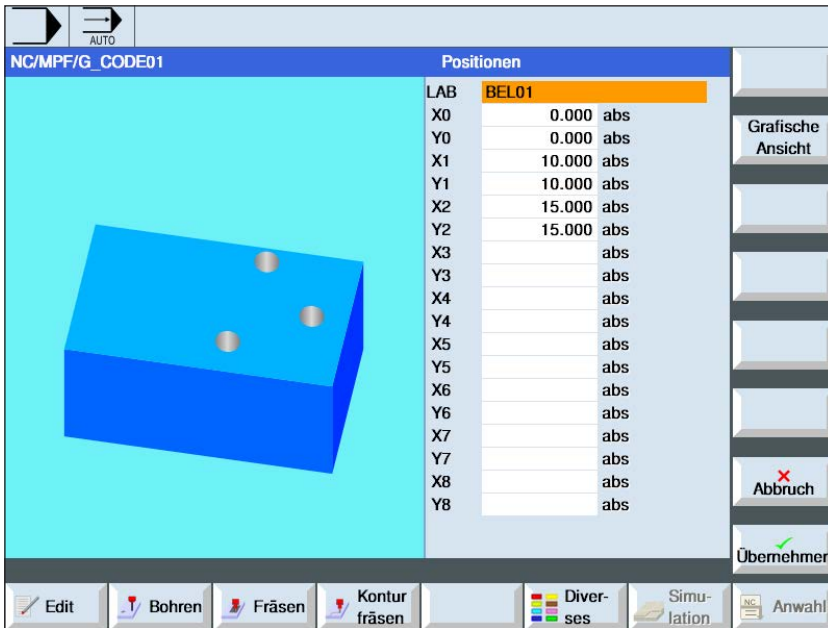 AUTO
NC/MPF/G_CODE01
Positionen
LAB BEL01
X0 0.000 abs
Y0 0.000 abs
X1 10.000 abs
Y1 10.000 abs
X2 15.000 abs
Y2 15.000 abs
X3 abs
Y3 abs
X4 abs
Y4 abs
X5 abs
Y5 abs
X6 abs
Y6 abs
X7 abs
Y7 abs
X8 abs
Y8 abs
Grafische
Ansicht
Abbruch
Übernehmer
Edit
Bohren
Fräsen
Kontur
fräsen
Diver-
ses
Simu-
lation
NC
Anwahl